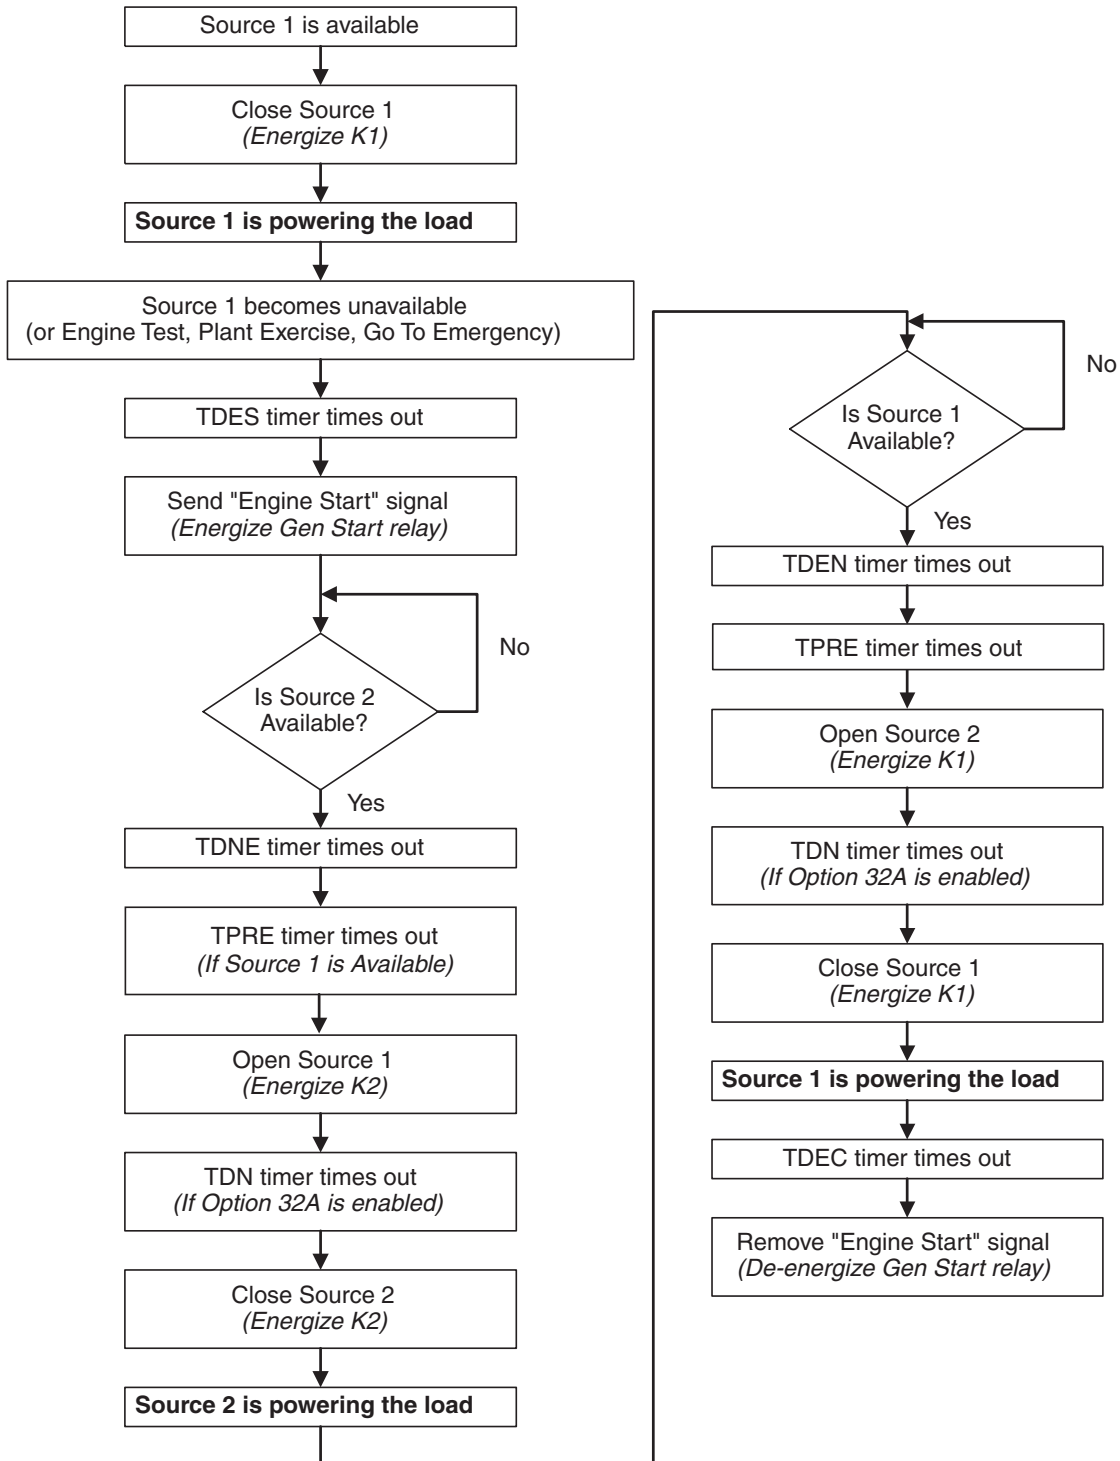 Source 1 is available
Close Source 1
(Energize K1)
Source 1 is powering the load
Source 1 becomes unavailable
(or Engine Test, Plant Exercise, Go To Emergency)
TDES timer times out
Send "Engine Start" signal
(Energize Gen Start relay)
No
Is Source 2
Available?
Yes
TDNE timer times out
TPRE timer times out
(If Source 1 is Available)
Open Source 1
(Energize K2)
TDN timer times out
(If Option 32A is enabled)
Close Source 2
(Energize K2)
Source 2 is powering the load
No
Is Source 1
Available?
Yes
TDEN timer times out
TPRE timer times out
Open Source 2
(Energize K1)
TDN timer times out
(If Option 32A is enabled)
Close Source 1
(Energize K1)
Source 1 is powering the load
TDEC timer times out
Remove "Engine Start" signal
(De-energize Gen Start relay)